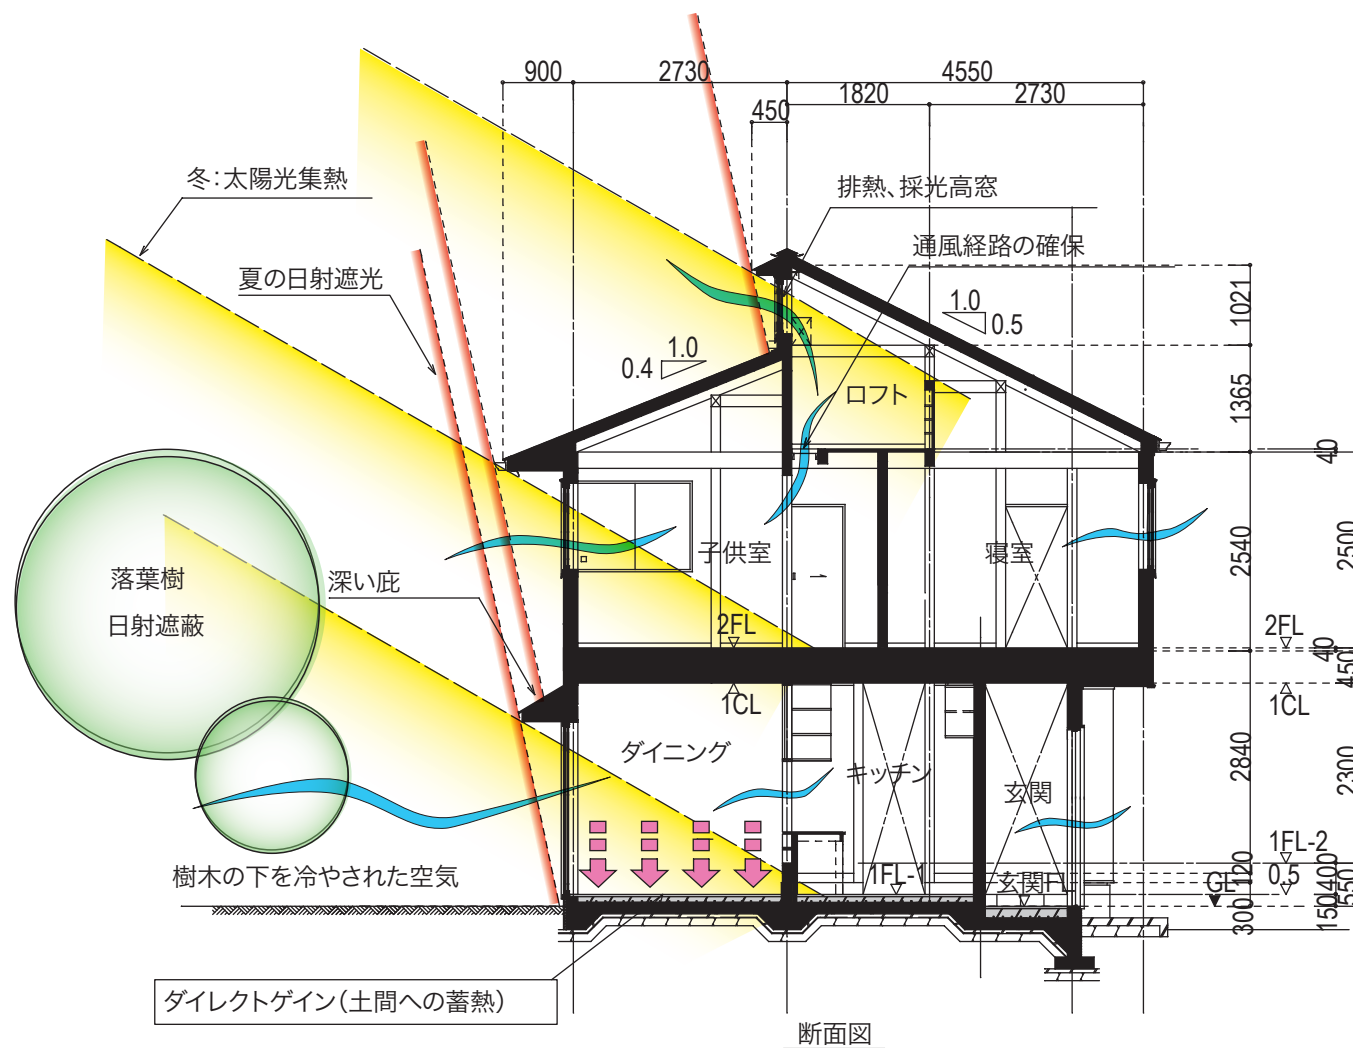 900
2730
4550
1820
2730
450
冬：太陽光集熱
排熱、採光高窓
通風経路の確保
夏の日射遮光
1.0
0.5
1021
1.0
0.4
ロフト
1365
40
落葉樹
日射遮蔽
深い庇
子供室
寝室
2540
2500
2FL
2FL
40
450
1CL
1CL
ダイニング
キッチン
玄関
2840
2300
樹木の下を冷やされた空気
1FL-1
玄関FL
1FL-2
0.5
GL
120
300
400
150
550
ダイレクトゲイン（土間への蓄熱）
断面図